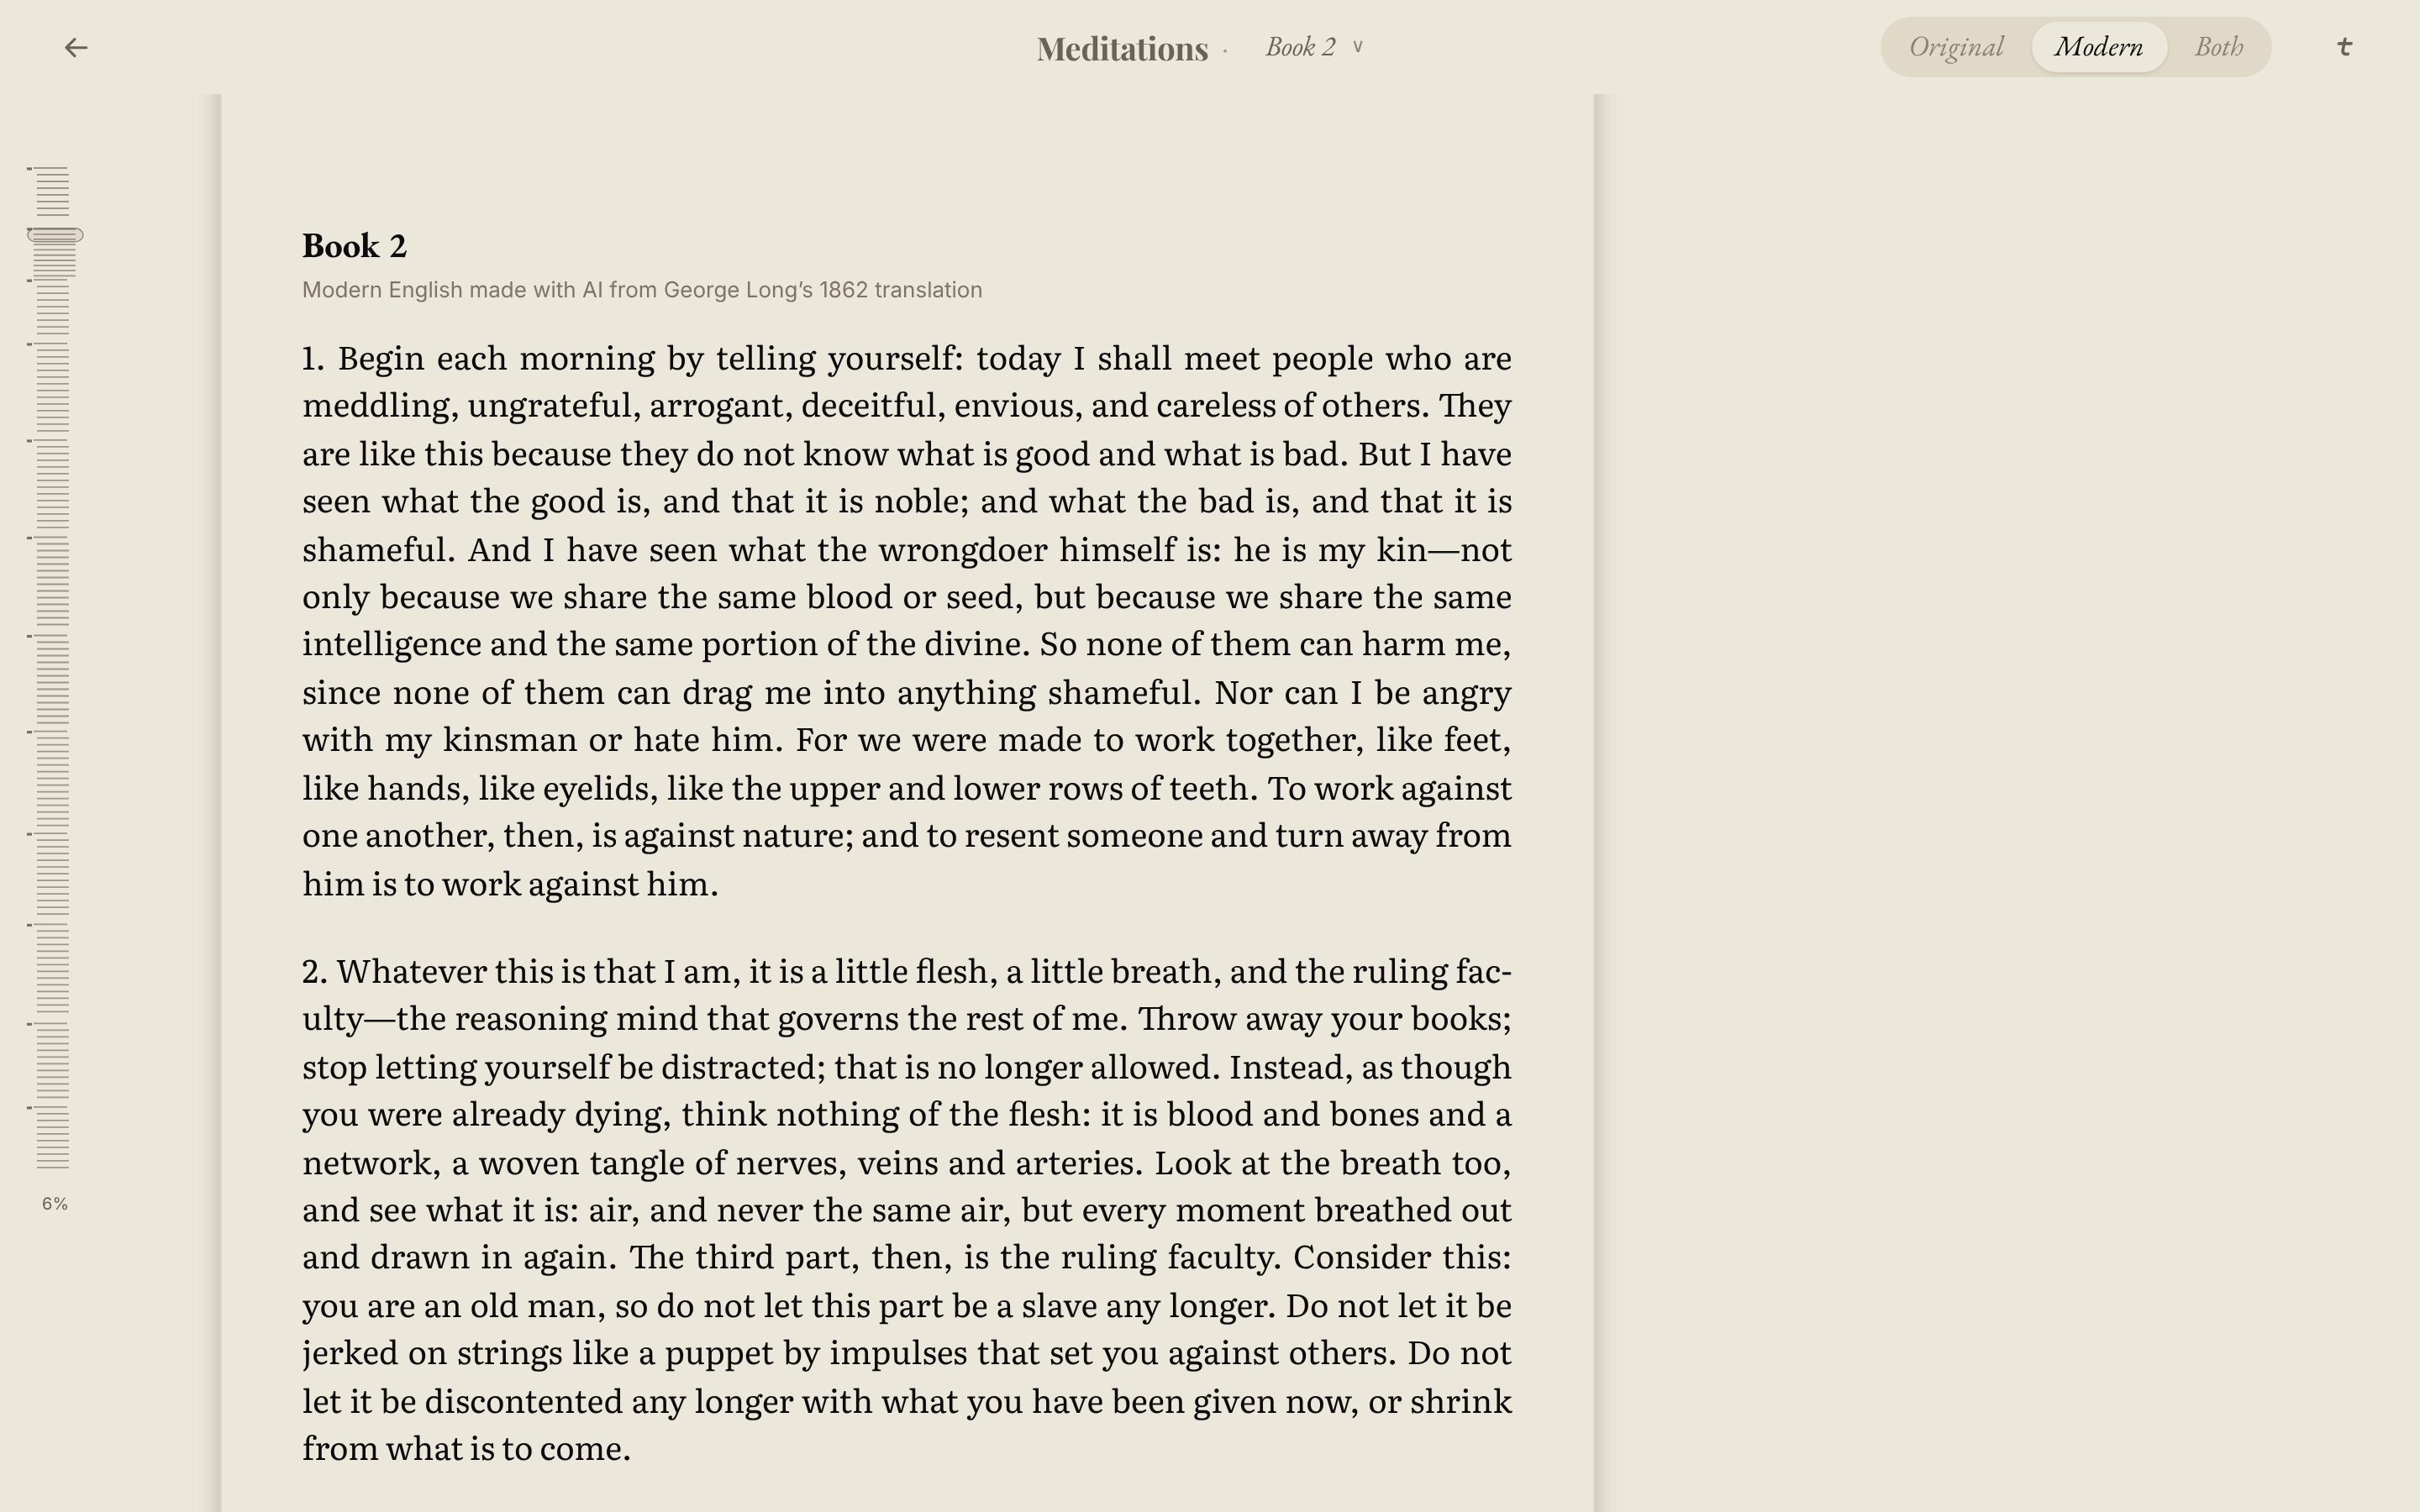 ←
Meditations · Book 2 ∨
Original Modern Both
t
Book 2
Modern English made with AI from George Long’s 1862 translation
1. Begin each morning by telling yourself: today I shall meet people who are
meddling, ungrateful, arrogant, deceitful, envious, and careless of others. They
are like this because they do not know what is good and what is bad. But I have
seen what the good is, and that it is noble; and what the bad is, and that it is
shameful. And I have seen what the wrongdoer himself is: he is my kin—not
only because we share the same blood or seed, but because we share the same
intelligence and the same portion of the divine. So none of them can harm me,
since none of them can drag me into anything shameful. Nor can I be angry
with my kinsman or hate him. For we were made to work together, like feet,
like hands, like eyelids, like the upper and lower rows of teeth. To work against
one another, then, is against nature; and to resent someone and turn away from
him is to work against him.
2. Whatever this is that I am, it is a little flesh, a little breath, and the ruling fac-
ulty—the reasoning mind that governs the rest of me. Throw away your books;
stop letting yourself be distracted; that is no longer allowed. Instead, as though
you were already dying, think nothing of the flesh: it is blood and bones and a
network, a woven tangle of nerves, veins and arteries. Look at the breath too,
and see what it is: air, and never the same air, but every moment breathed out
and drawn in again. The third part, then, is the ruling faculty. Consider this:
you are an old man, so do not let this part be a slave any longer. Do not let it be
jerked on strings like a puppet by impulses that set you against others. Do not
let it be discontented any longer with what you have been given now, or shrink
from what is to come.
6%